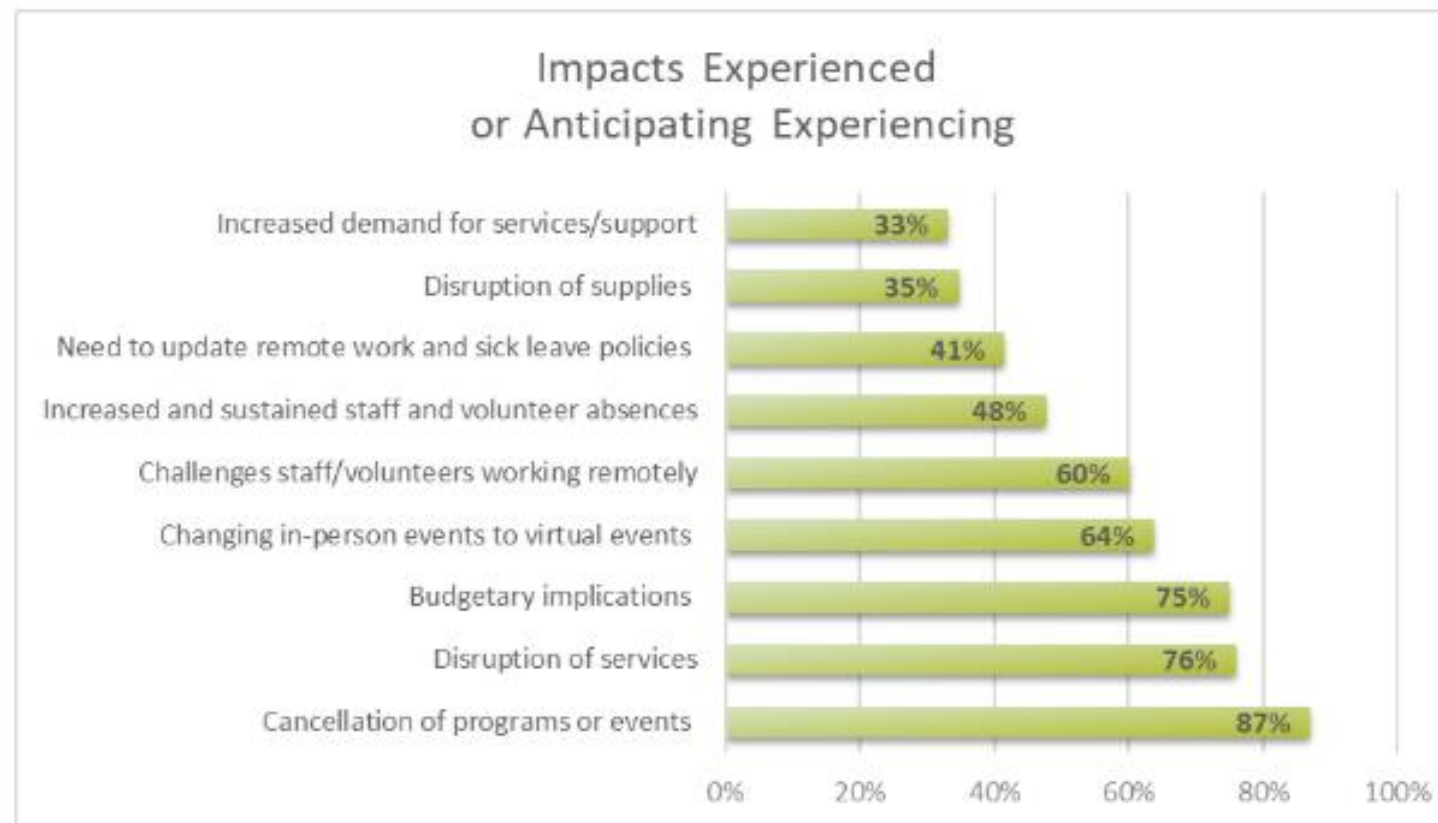 Impacts Experienced
or Anticipating Experiencing
Increased demand for services/support
33%
Disruption of supplies
35%
Need to update remote work and sick leave policies
41%
Increased and sustained staff and volunteer absences
48%
Challenges staff/volunteers working remotely
60%
Changing in-person events to virtual events
64%
Budgetary implications
75%
Disruption of services
76%
Cancellation of programs or events
87%
0% 20% 40% 60% 80% 100%